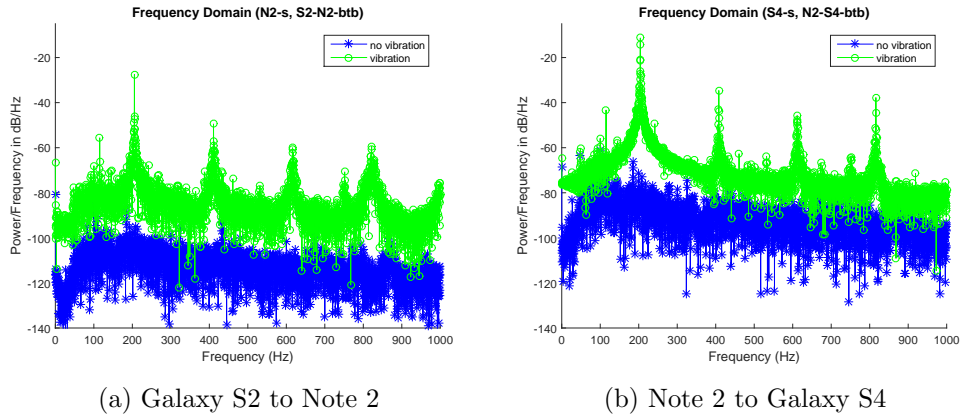 Frequency Domain (N2-s, S2-N2-btb)
no vibration
vibration
Power/Frequency in dB/Hz
-20
-40
-60
-80
-100
-120
-140
0 100 200 300 400 500 600 700 800 900 1000
Frequency (Hz)
(a) Galaxy S2 to Note 2
Frequency Domain (S4-s, N2-S4-btb)
no vibration
vibration
Power/Frequency in dB/Hz
-20
-40
-60
-80
-100
-120
-140
0 100 200 300 400 500 600 700 800 900 1000
Frequency (Hz)
(b) Note 2 to Galaxy S4